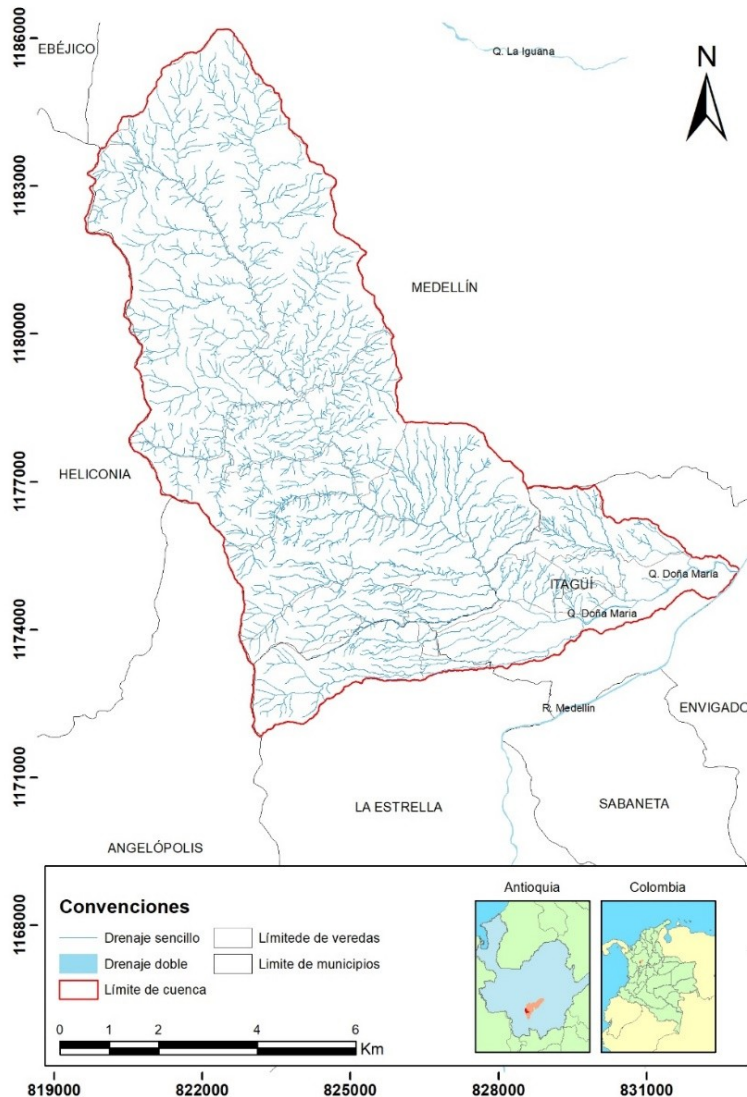 1186000
EBÉJICO
Q. La Iguana
N
1183000
MEDELLÍN
1180000
HELICONIA
1177000
ITAGÜÍ
Q. Doña María
Q. Doña María
1174000
R. Medellín
ENVIGADO
1171000
LA ESTRELLA
SABANETA
ANGELÓPOLIS
1168000
Convenciones
Drenaje sencillo
Drenaje doble
Límite de cuenca
Límitede de veredas
Limite de municipios
0 1 2 4 6
Km
Antioquia
Colombia
819000 822000 825000 828000 831000